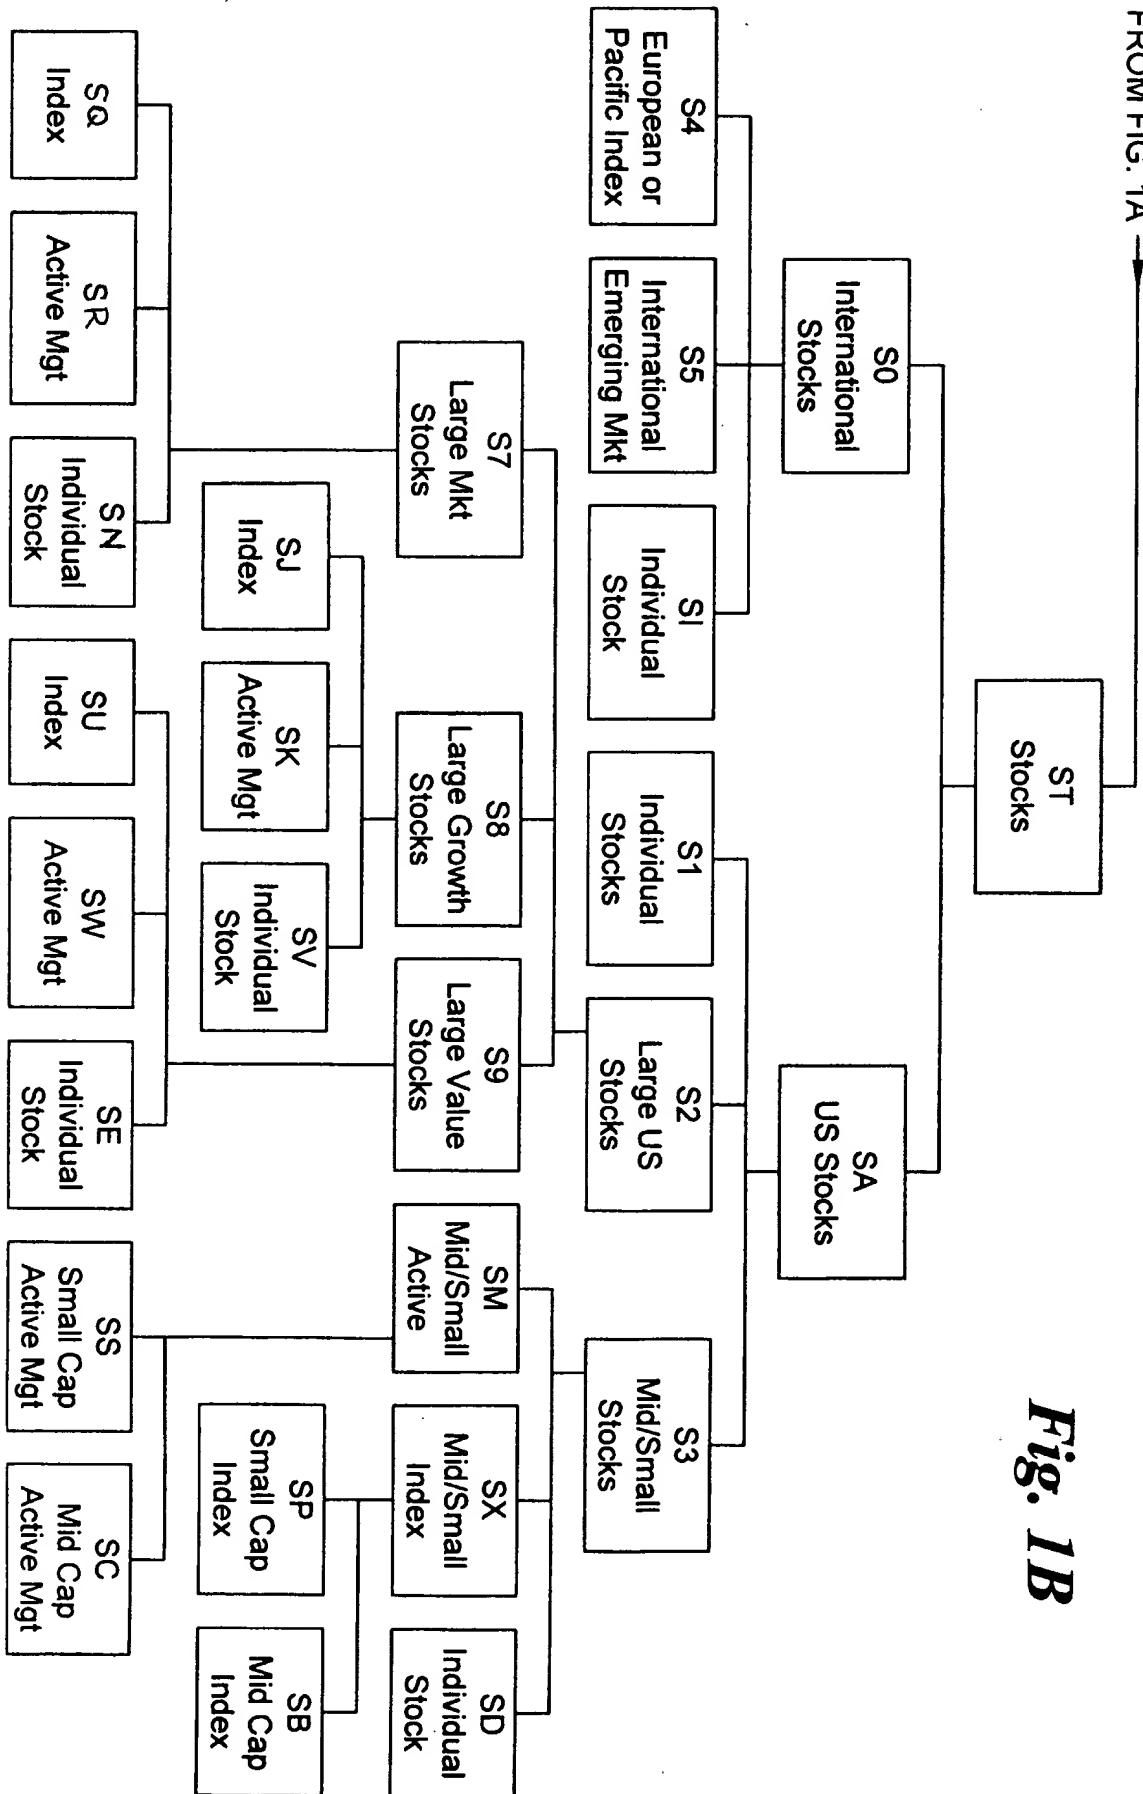 FROM FIG. 1A
Fig. 1B
ST
Stocks
S0
International
Stocks
SA
US Stocks
S4
European or
Pacific Index
S5
International
Emerging Mkt
SI
Individual
Stock
S1
Individual
Stocks
S2
Large US
Stocks
S3
Mid/Small
Stocks
S7
Large Mkt
Stocks
S8
Large Growth
Stocks
S9
Large Value
Stocks
SM
Mid/Small
Active
SX
Mid/Small
Index
SD
Individual
Stock
SJ
Index
SK
Active Mgt
SV
Individual
Stock
SP
Small Cap
Index
SB
Mid Cap
Index
SQ
Index
SR
Active Mgt
SN
Individual
Stock
SU
Index
SW
Active Mgt
SE
Individual
Stock
SS
Small Cap
Active Mgt
SC
Mid Cap
Active Mgt